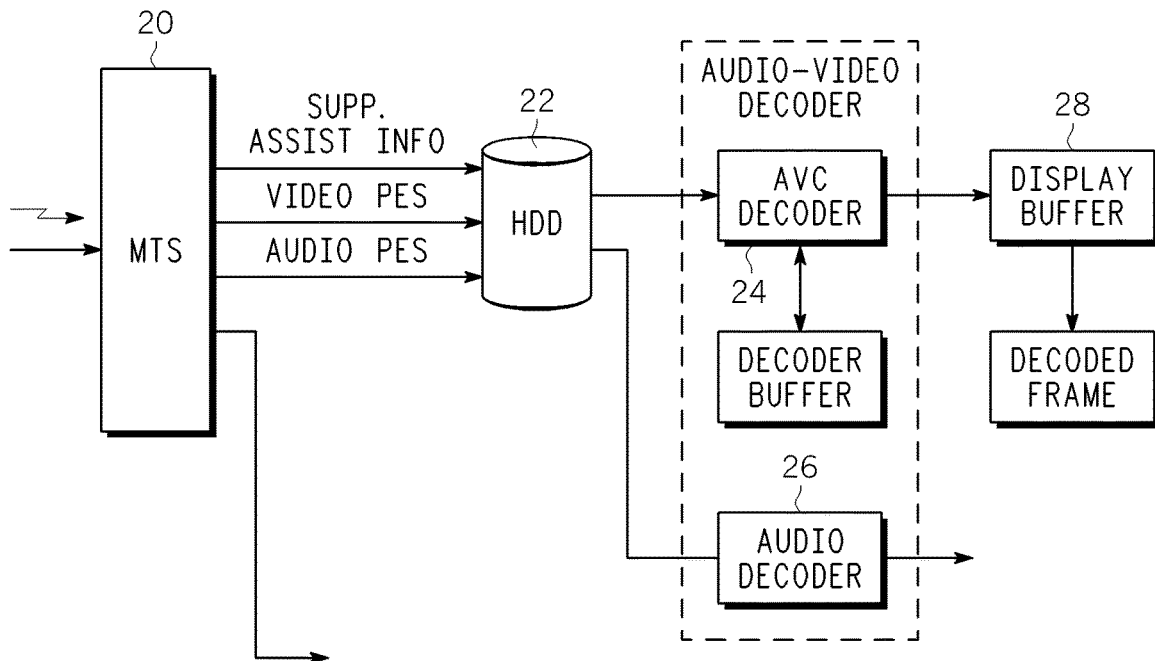 20
MTS
SUPP.
ASSIST INFO
VIDEO PES
AUDIO PES
22
HDD
AUDIO-VIDEO
DECODER
AVC
DECODER
24
DECODER
BUFFER
26
AUDIO
DECODER
28
DISPLAY
BUFFER
DECODED
FRAME